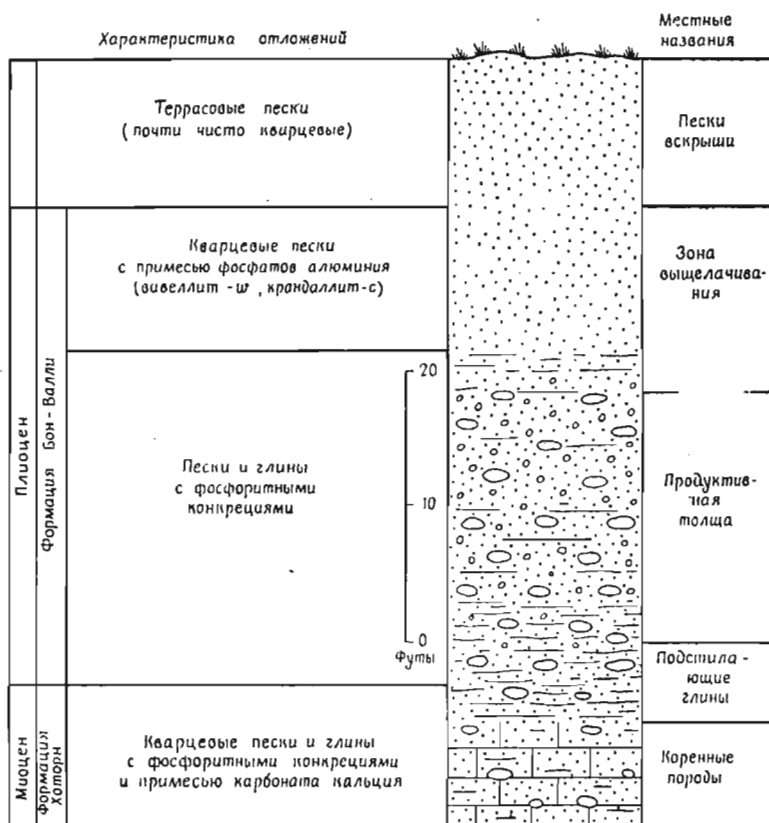 Характеристика отложений
Местные
названия
Террасовые пески
(почти чисто кварцевые)
Пески
вскрыши
Плиоцен
Формация Бон-Валли
Кварцевые пески
с примесью фосфатов алюминия
(вивеллит-w, крандаллит-c)
Зона
выщелачива-
ния
20
10
0
Футы
Пески и глины
с фосфоритными
конкрециями
Продуктив-
ная
толща
Подстила-
ющие
глины
Миоцен
Формация
Хоторн
Кварцевые пески и глины
с фосфоритными конкрециями
и примесью карбоната кальция
Коренные
породы